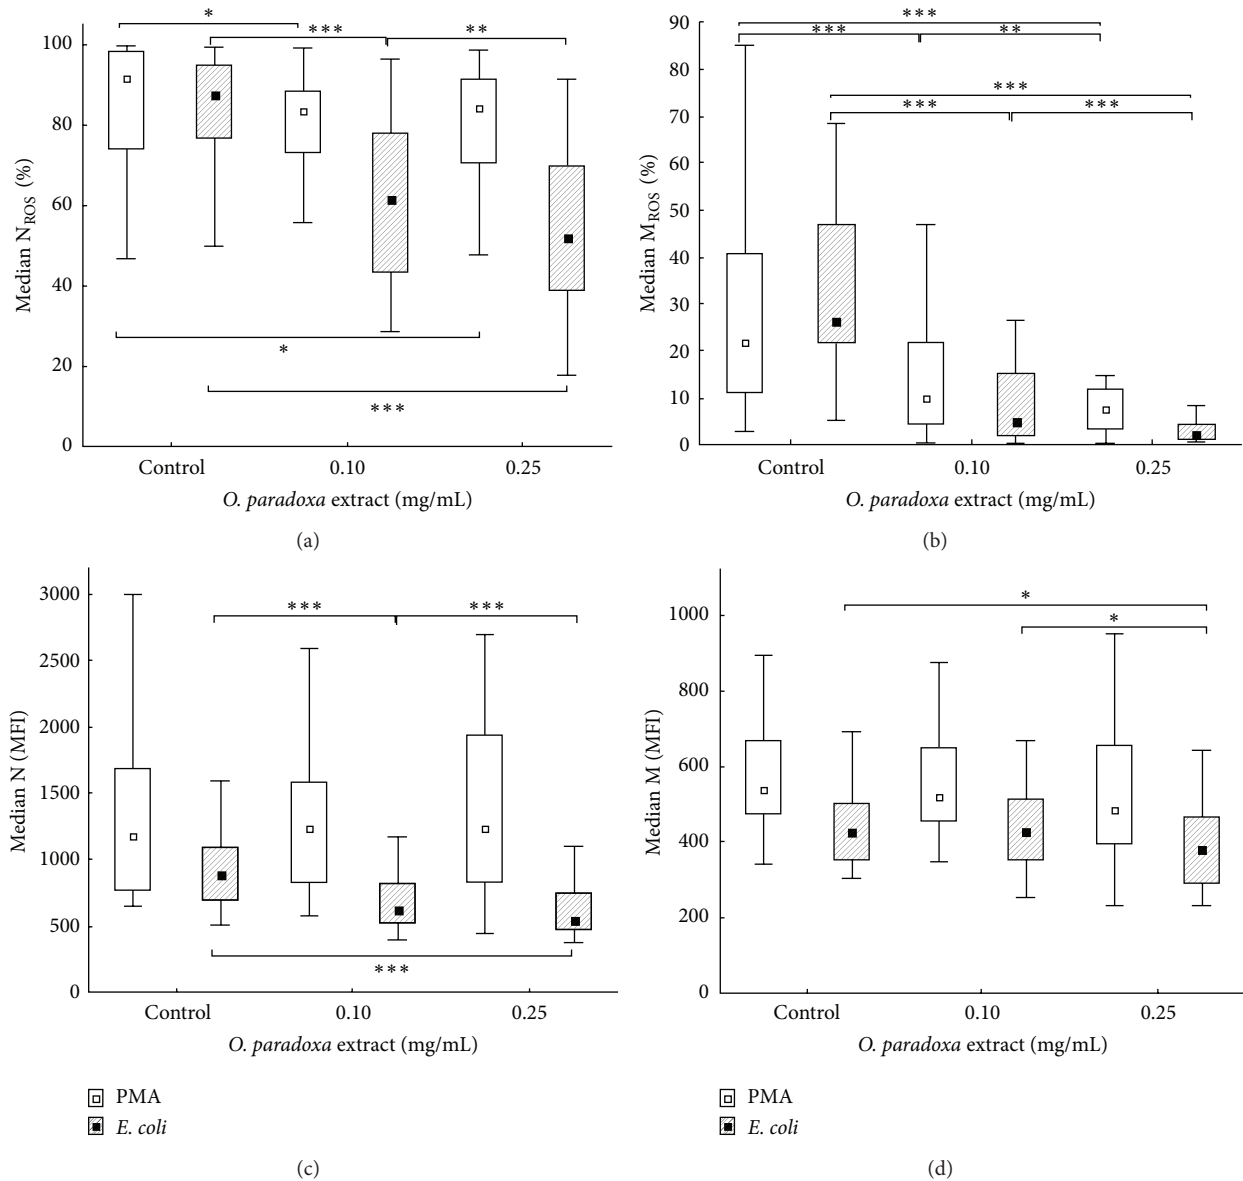 *
***
**
100
80
60
40
20
0
Median N_ROS (%)
*
***
Control 0.10 0.25
O. paradoxa extract (mg/mL)
(a)
***
*** **
***
*** ***
90
80
70
60
50
40
30
20
10
0
Median M_ROS (%)
Control 0.10 0.25
O. paradoxa extract (mg/mL)
(b)
*** ***
3000
2500
2000
1500
1000
500
0
Median N (MFI)
***
Control 0.10 0.25
O. paradoxa extract (mg/mL)
PMA
E. coli
(c)
*
*
1000
800
600
400
200
0
Median M (MFI)
Control 0.10 0.25
O. paradoxa extract (mg/mL)
PMA
E. coli
(d)